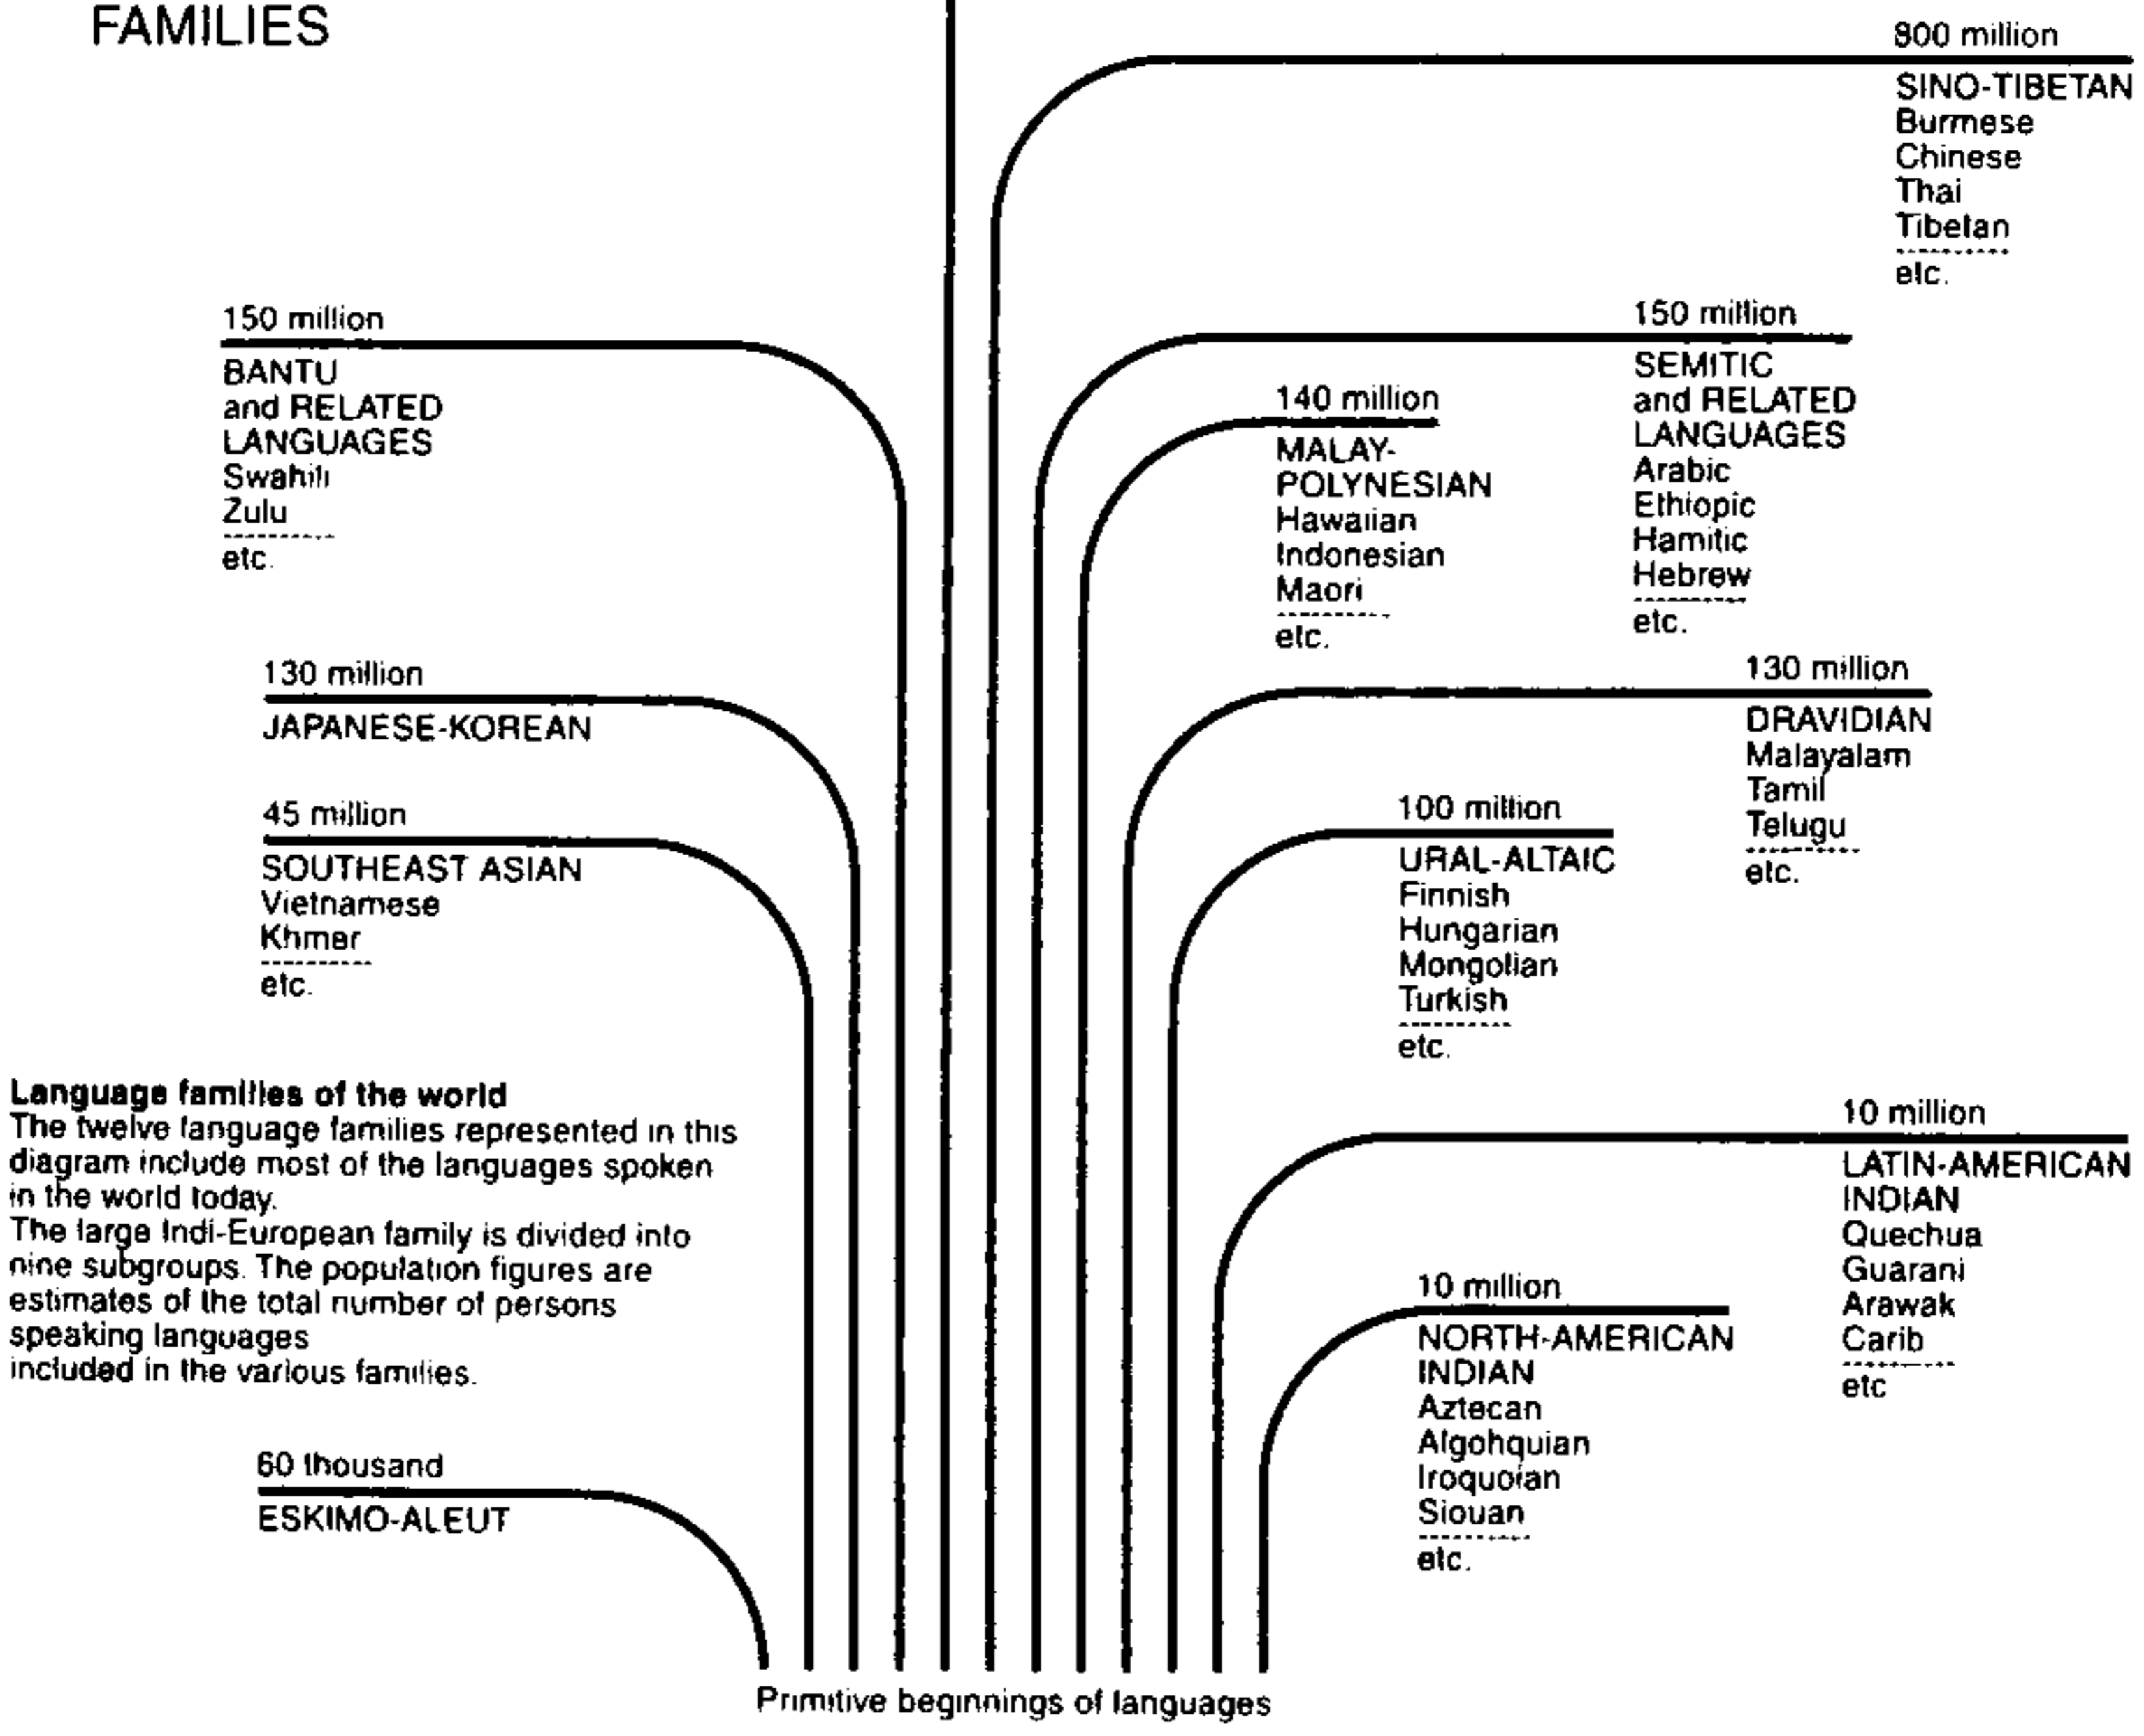 FAMILIES
800 million
SINO-TIBETAN
Burmese
Chinese
Thai
Tibetan
etc.
150 million
BANTU
and RELATED
LANGUAGES
Swahili
Zulu
etc.
150 million
SEMITIC
and RELATED
LANGUAGES
Arabic
Ethiopic
Hamitic
Hebrew
etc.
140 million
MALAY-
POLYNESIAN
Hawaiian
Indonesian
Maori
etc.
130 million
JAPANESE-KOREAN
130 million
DRAVIDIAN
Malayalam
Tamil
Telugu
etc.
45 million
SOUTHEAST ASIAN
Vietnamese
Khmer
etc.
100 million
URAL-ALTAIC
Finnish
Hungarian
Mongolian
Turkish
etc.
Language families of the world
The twelve language families represented in this
diagram include most of the languages spoken
in the world today.
The large Indi-European family is divided into
nine subgroups. The population figures are
estimates of the total number of persons
speaking languages
included in the various families.
10 million
LATIN-AMERICAN
INDIAN
Quechua
Guarani
Arawak
Carib
etc
10 million
NORTH-AMERICAN
INDIAN
Aztecan
Algohquian
Iroquoian
Siouan
etc.
60 thousand
ESKIMO-ALEUT
Primitive beginnings of languages